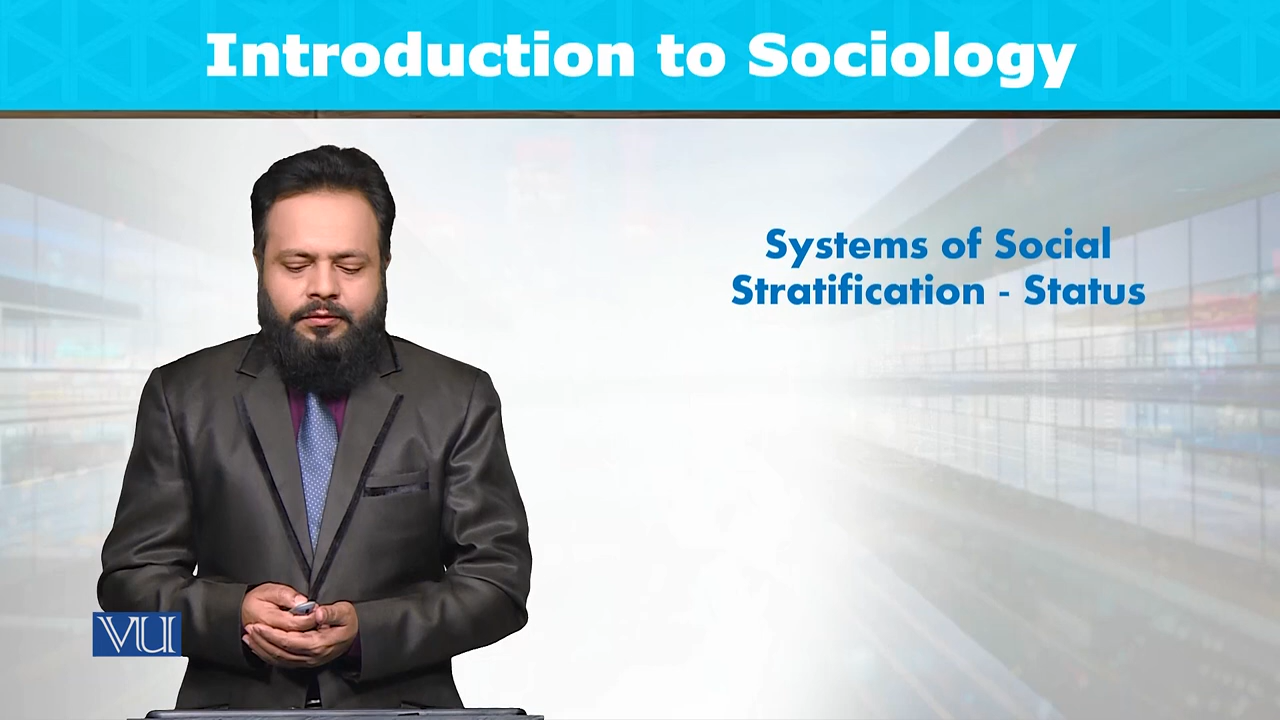 Introduction to Sociology
Systems of Social
Stratification - Status
VU